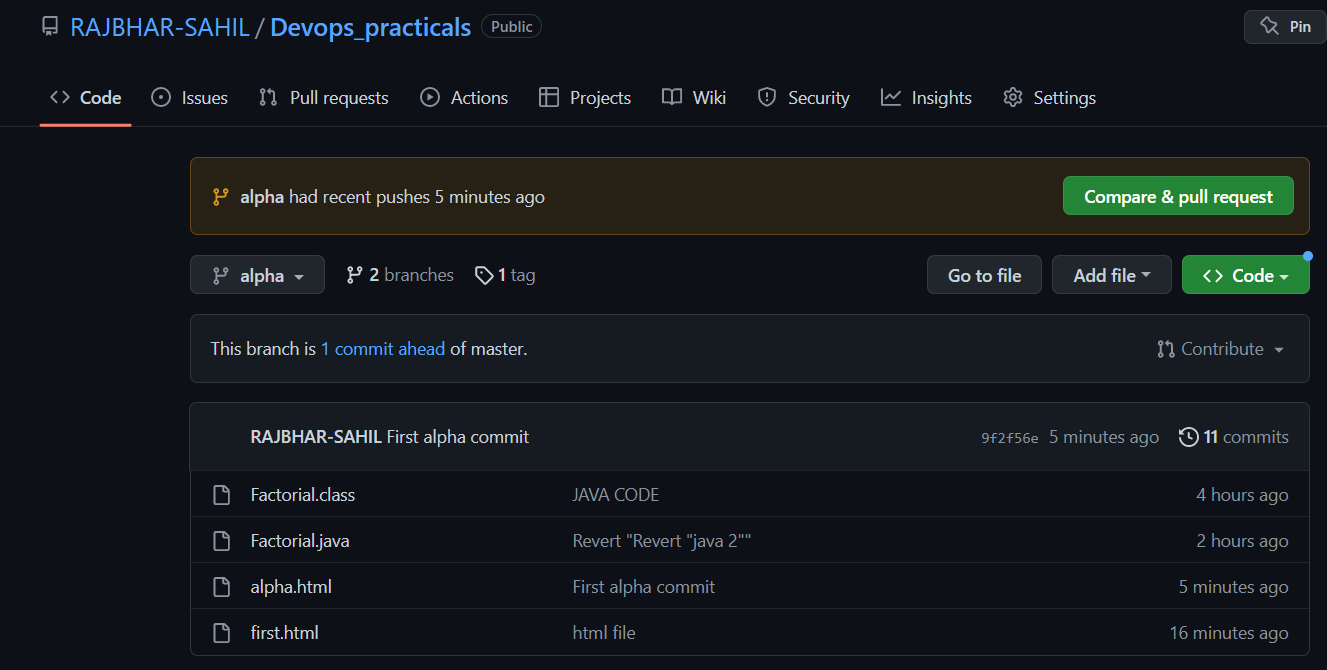 RAJBHAR-SAHIL / Devops_practicals Public Pin
Code Issues Pull requests Actions Projects Wiki Security Insights Settings
alpha had recent pushes 5 minutes ago Compare & pull request
alpha 2 branches 1 tag Go to file Add file Code
This branch is 1 commit ahead of master. Contribute
RAJBHAR-SAHIL First alpha commit 9f2f56e 5 minutes ago 11 commits
Factorial.class JAVA CODE 4 hours ago
Factorial.java Revert "Revert "java 2"" 2 hours ago
alpha.html First alpha commit 5 minutes ago
first.html html file 16 minutes ago